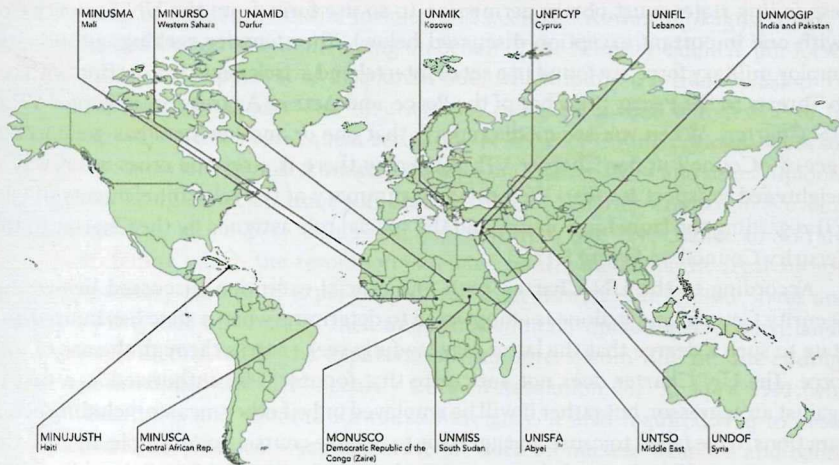 MINUSMA
Mali
MINURSO
Western Sahara
UNAMID
Darfur
UNMIK
Kosovo
UNFICYP
Cyprus
UNIFIL
Lebanon
UNMOGIP
India and Pakistan
MINUJUSTH
Haiti
MINUSCA
Central African Rep.
MONUSCO
Democratic Republic of the
Congo (Zaire)
UNMISS
South Sudan
UNISFA
Abyei
UNTSO
Middle East
UNDOF
Syria